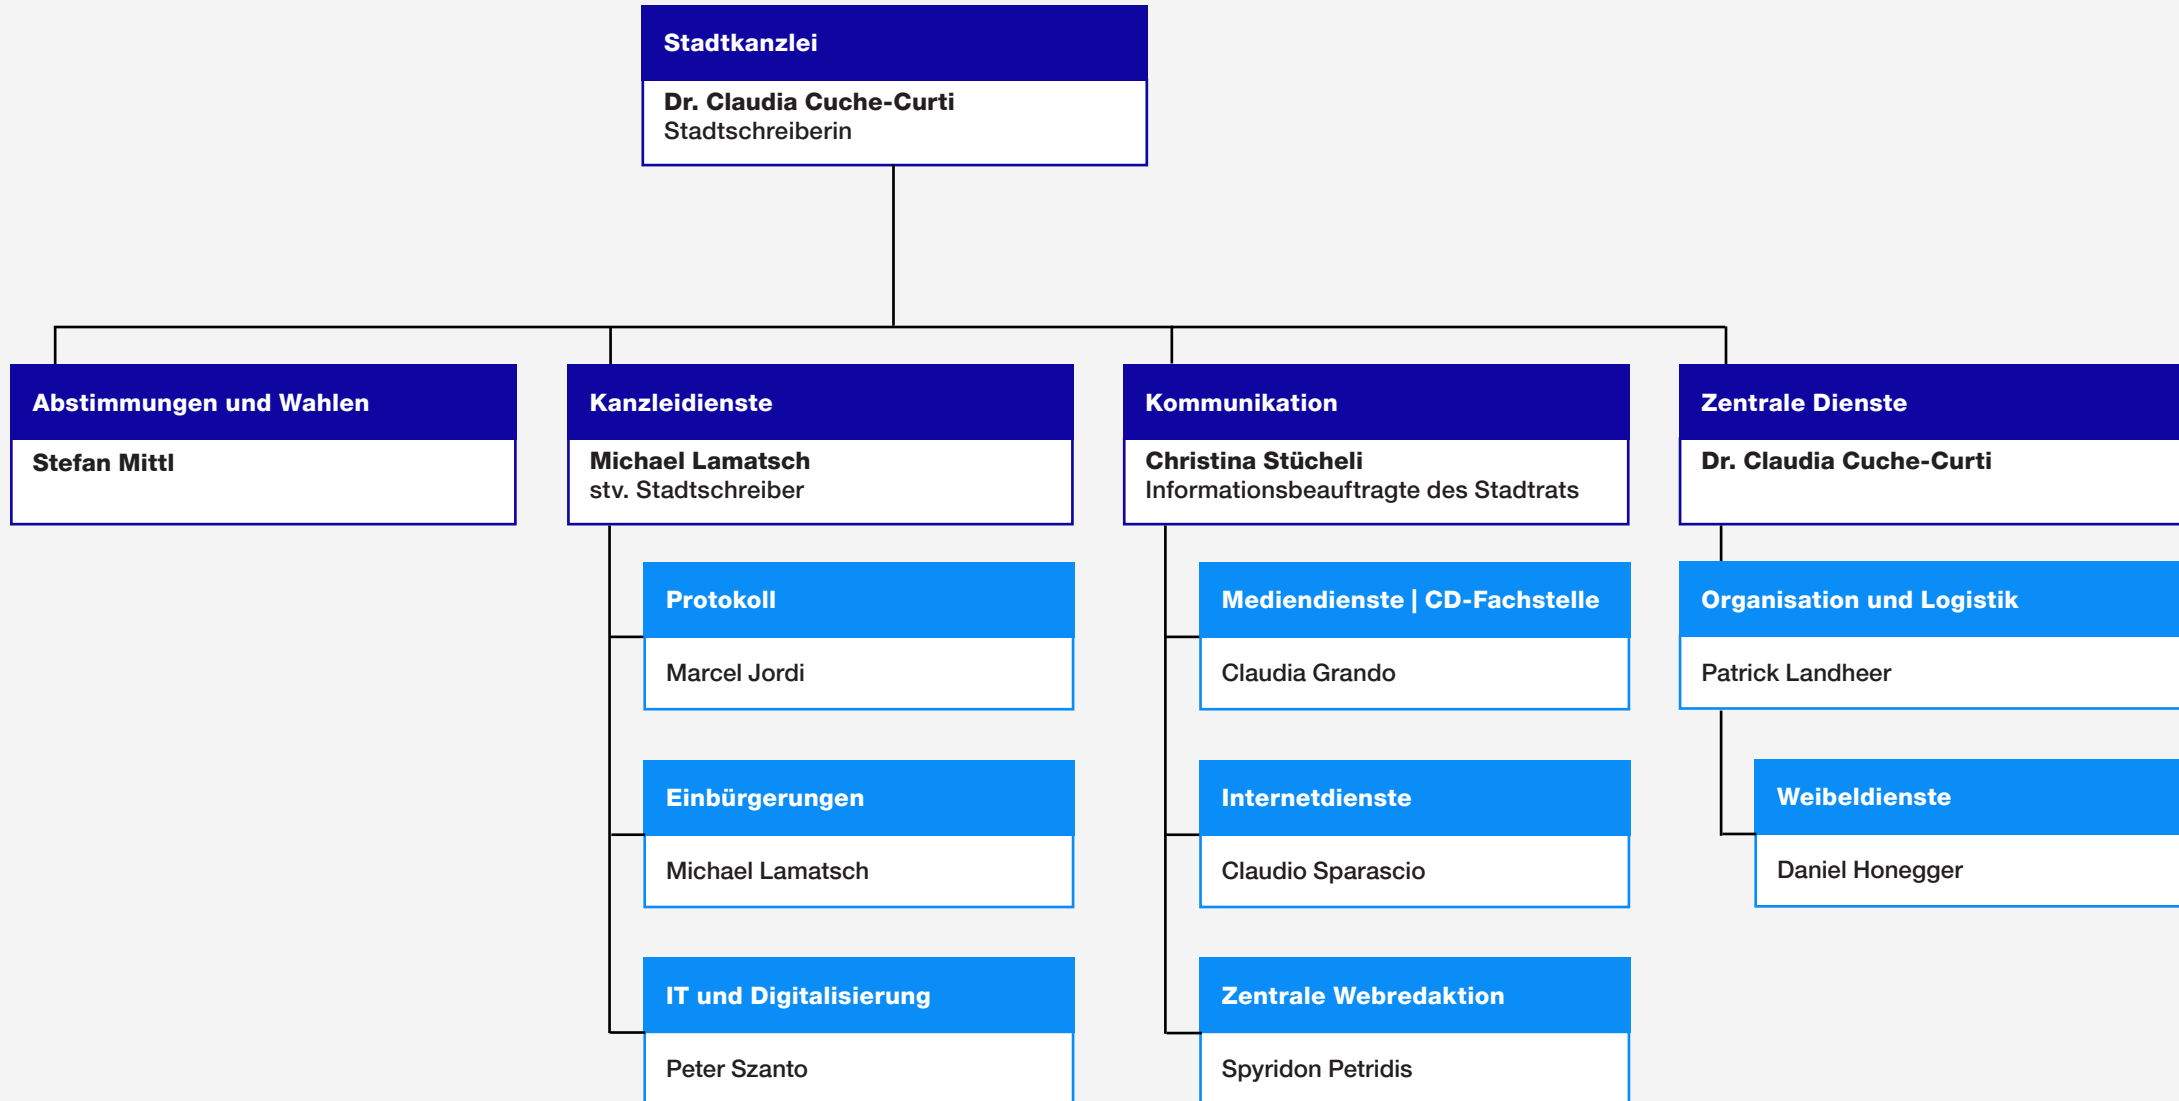 Stadtkanzlei
Dr. Claudia Cuche-Curti
Stadtschreiberin
Abstimmungen und Wahlen
Stefan Mittl
Kanzleidienste
Michael Lamatsch
stv. Stadtschreiber
Protokoll
Marcel Jordi
Einbürgerungen
Michael Lamatsch
IT und Digitalisierung
Peter Szanto
Kommunikation
Christina Stücheli
Informationsbeauftragte des Stadtrats
Mediendienste | CD-Fachstelle
Claudia Grando
Internetdienste
Claudio Sparascio
Zentrale Webredaktion
Spyridon Petridis
Zentrale Dienste
Dr. Claudia Cuche-Curti
Organisation und Logistik
Patrick Landheer
Weibeldienste
Daniel Honegger